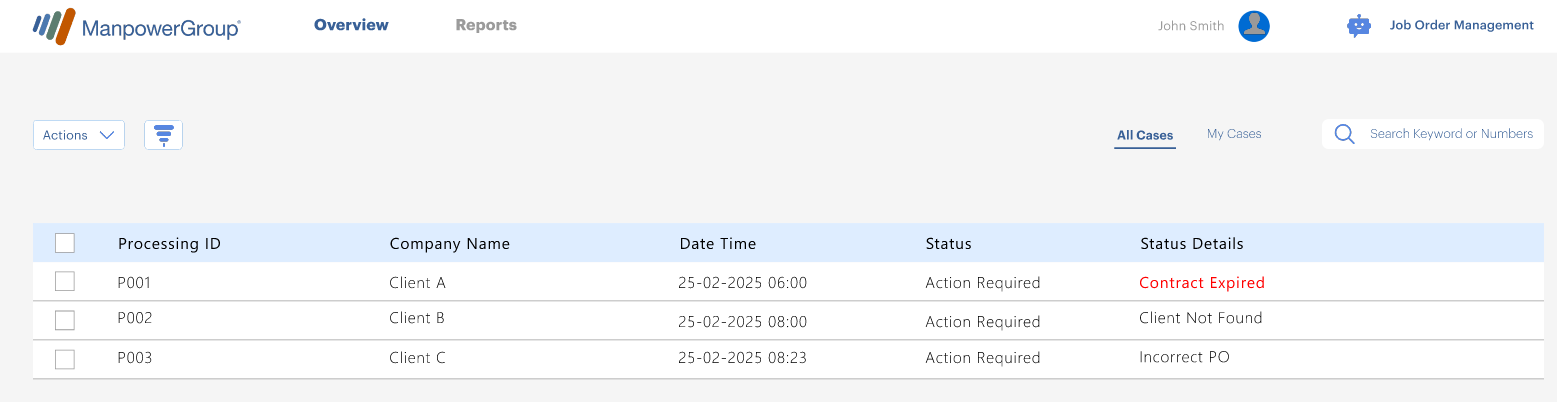 ManpowerGroup® Overview Reports John Smith Job Order Management
Actions All Cases My Cases Search Keyword or Numbers
Processing ID Company Name Date Time Status Status Details
P001 Client A 25-02-2025 06:00 Action Required Contract Expired
P002 Client B 25-02-2025 08:00 Action Required Client Not Found
P003 Client C 25-02-2025 08:23 Action Required Incorrect PO